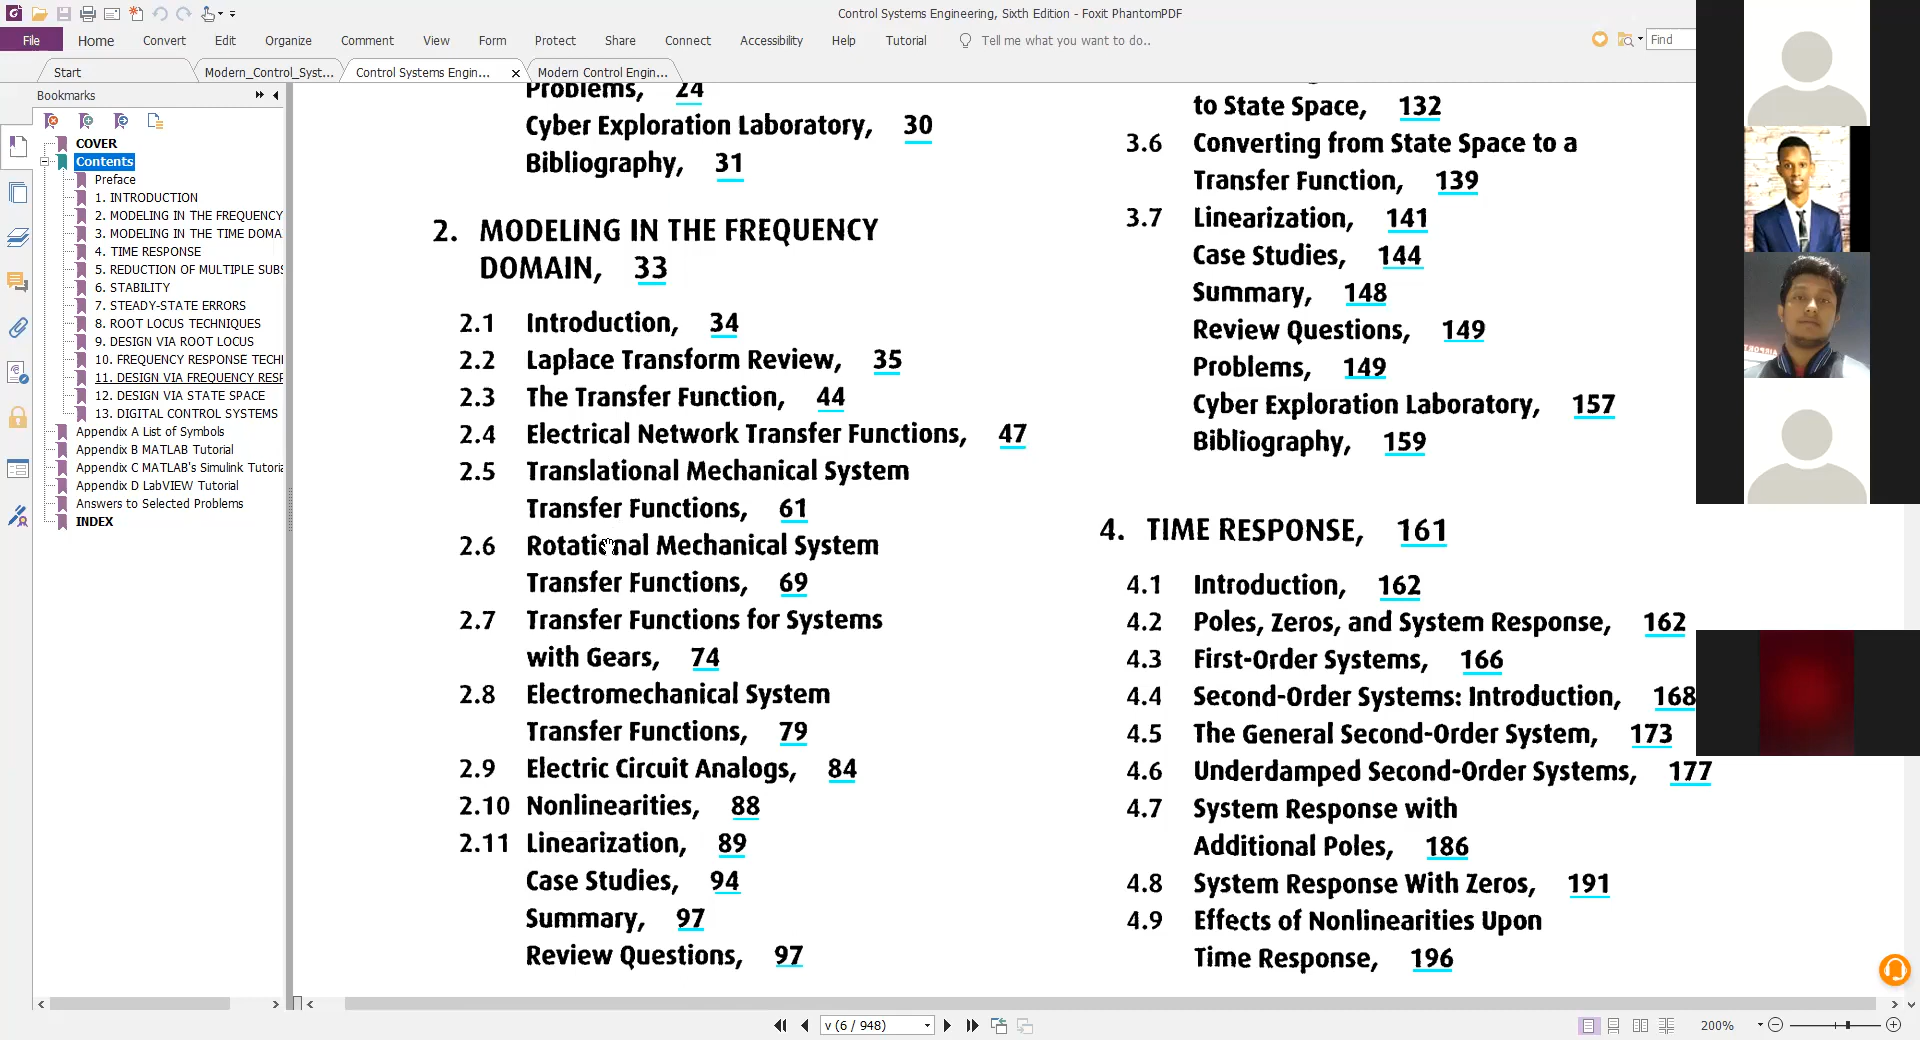 Control Systems Engineering, Sixth Edition - Foxit PhantomPDF
File Home Convert Edit Organize Comment View Form Protect Share Connect Accessibility Help Tutorial Tell me what you want to do.. Find
Start Modern_Control_Syst... Control Systems Engin... Modern Control Engin...
Bookmarks
COVER
Contents
Preface
1. INTRODUCTION
2. MODELING IN THE FREQUENCY
3. MODELING IN THE TIME DOMA
4. TIME RESPONSE
5. REDUCTION OF MULTIPLE SUBS
6. STABILITY
7. STEADY-STATE ERRORS
8. ROOT LOCUS TECHNIQUES
9. DESIGN VIA ROOT LOCUS
10. FREQUENCY RESPONSE TECHI
11. DESIGN VIA FREQUENCY RESP
12. DESIGN VIA STATE SPACE
13. DIGITAL CONTROL SYSTEMS
Appendix A List of Symbols
Appendix B MATLAB Tutorial
Appendix C MATLAB's Simulink Tutoria
Appendix D LabVIEW Tutorial
Answers to Selected Problems
INDEX
Problems, 24
Cyber Exploration Laboratory, 30
Bibliography, 31
2. MODELING IN THE FREQUENCY
DOMAIN, 33
2.1 Introduction, 34
2.2 Laplace Transform Review, 35
2.3 The Transfer Function, 44
2.4 Electrical Network Transfer Functions, 47
2.5 Translational Mechanical System
Transfer Functions, 61
2.6 Rotational Mechanical System
Transfer Functions, 69
2.7 Transfer Functions for Systems
with Gears, 74
2.8 Electromechanical System
Transfer Functions, 79
2.9 Electric Circuit Analogs, 84
2.10 Nonlinearities, 88
2.11 Linearization, 89
Case Studies, 94
Summary, 97
Review Questions, 97
to State Space, 132
3.6 Converting from State Space to a
Transfer Function, 139
3.7 Linearization, 141
Case Studies, 144
Summary, 148
Review Questions, 149
Problems, 149
Cyber Exploration Laboratory, 157
Bibliography, 159
4. TIME RESPONSE, 161
4.1 Introduction, 162
4.2 Poles, Zeros, and System Response, 162
4.3 First-Order Systems, 166
4.4 Second-Order Systems: Introduction, 168
4.5 The General Second-Order System, 173
4.6 Underdamped Second-Order Systems, 177
4.7 System Response with
Additional Poles, 186
4.8 System Response With Zeros, 191
4.9 Effects of Nonlinearities Upon
Time Response, 196
v (6 / 948)
200%